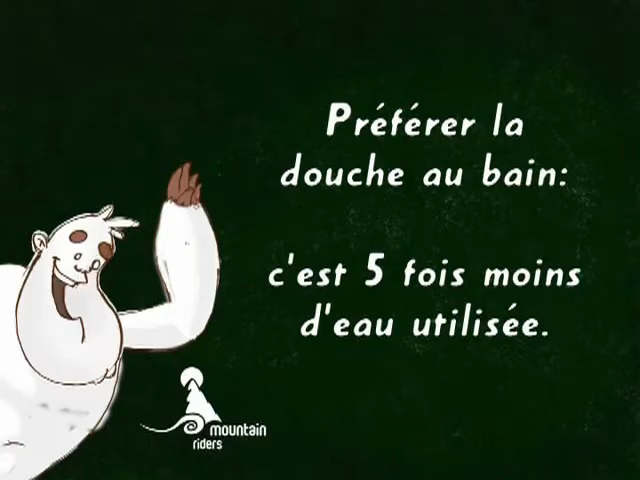 Préférer la
douche au bain:
c'est 5 fois moins
d'eau utilisée.
mountain
riders